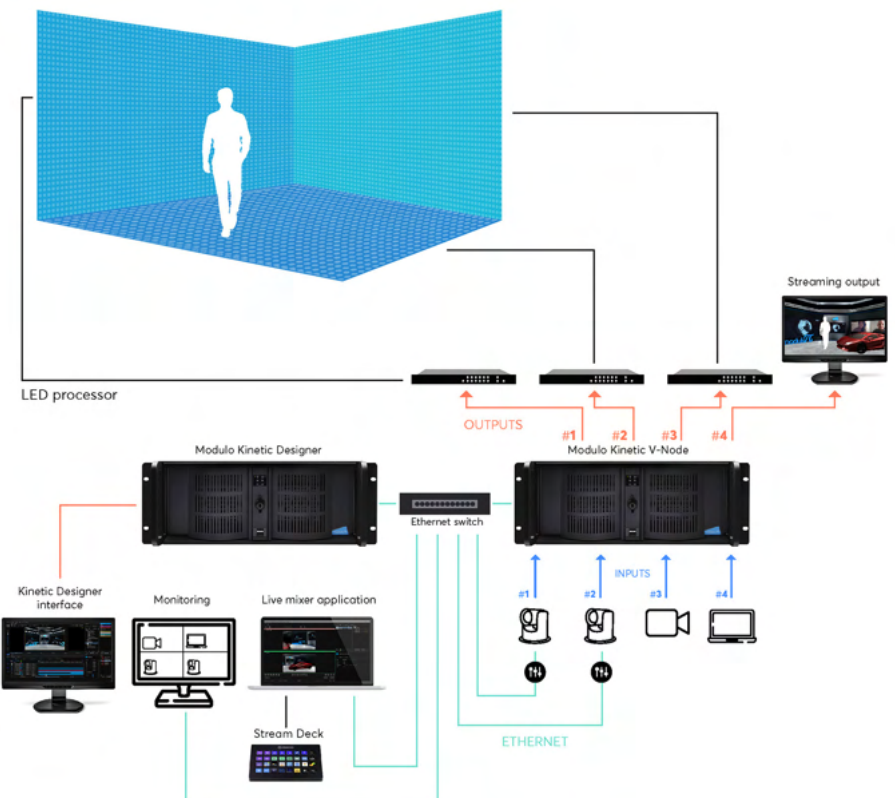 Streaming output
LED processor
OUTPUTS
#1
#2
#3
#4
Modulo Kinetic Designer
Modulo Kinetic V-Node
Ethernet switch
INPUTS
#1
#2
#3
#4
Kinetic Designer
interface
Monitoring
Live mixer application
Stream Deck
ETHERNET